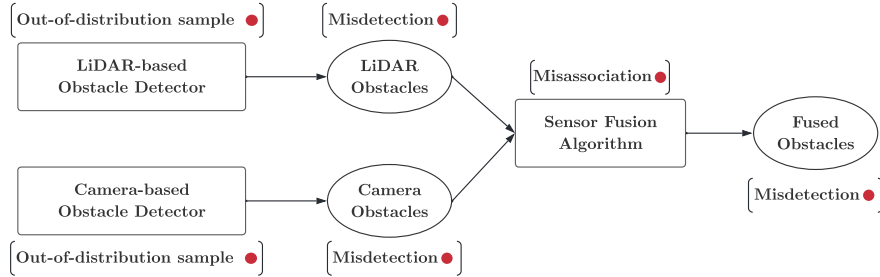 Out-of-distribution sample
Misdetection
LiDAR-based
Obstacle Detector
LiDAR
Obstacles
Misassociation
Sensor Fusion
Algorithm
Fused
Obstacles
Camera-based
Obstacle Detector
Camera
Obstacles
Misdetection
Out-of-distribution sample
Misdetection